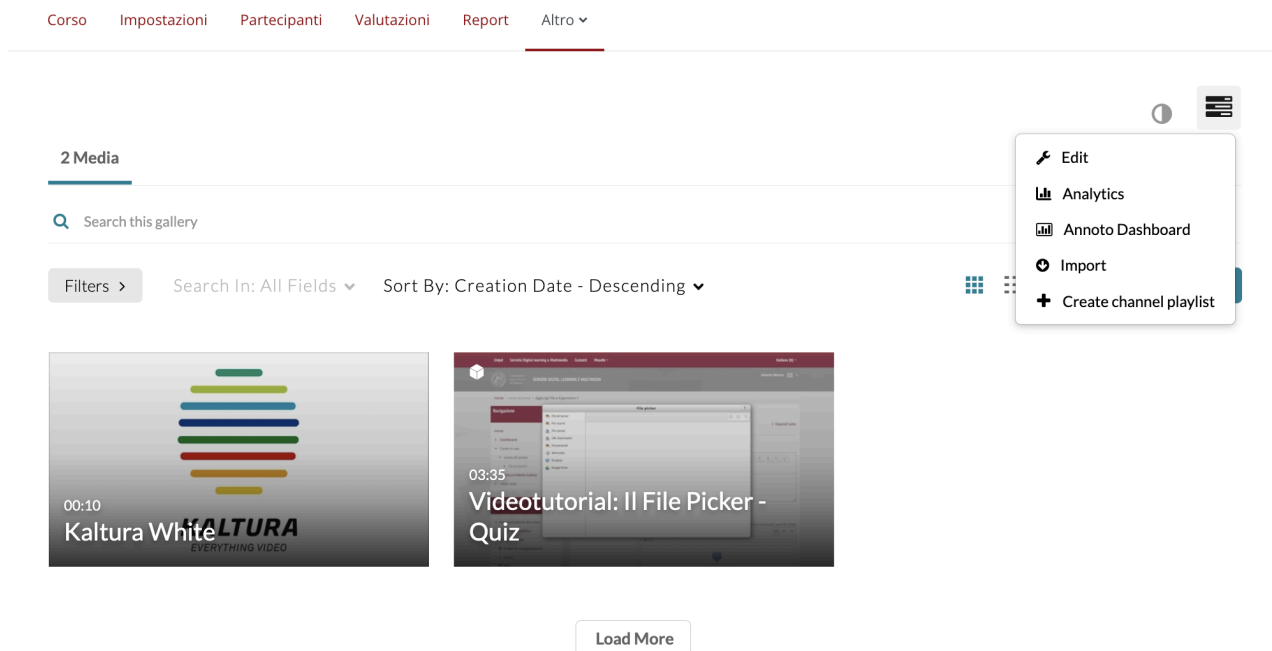 Corso Impostazioni Partecipanti Valutazioni Report Altro
2 Media
Edit
Analytics
Annoto Dashboard
Import
Create channel playlist
Search this gallery
Filters Search In: All Fields Sort By: Creation Date - Descending
00:10
Kaltura White
KALTURA
EVERYTHING VIDEO
File picker
03:35
Videotutorial: Il File Picker -
Quiz
Load More